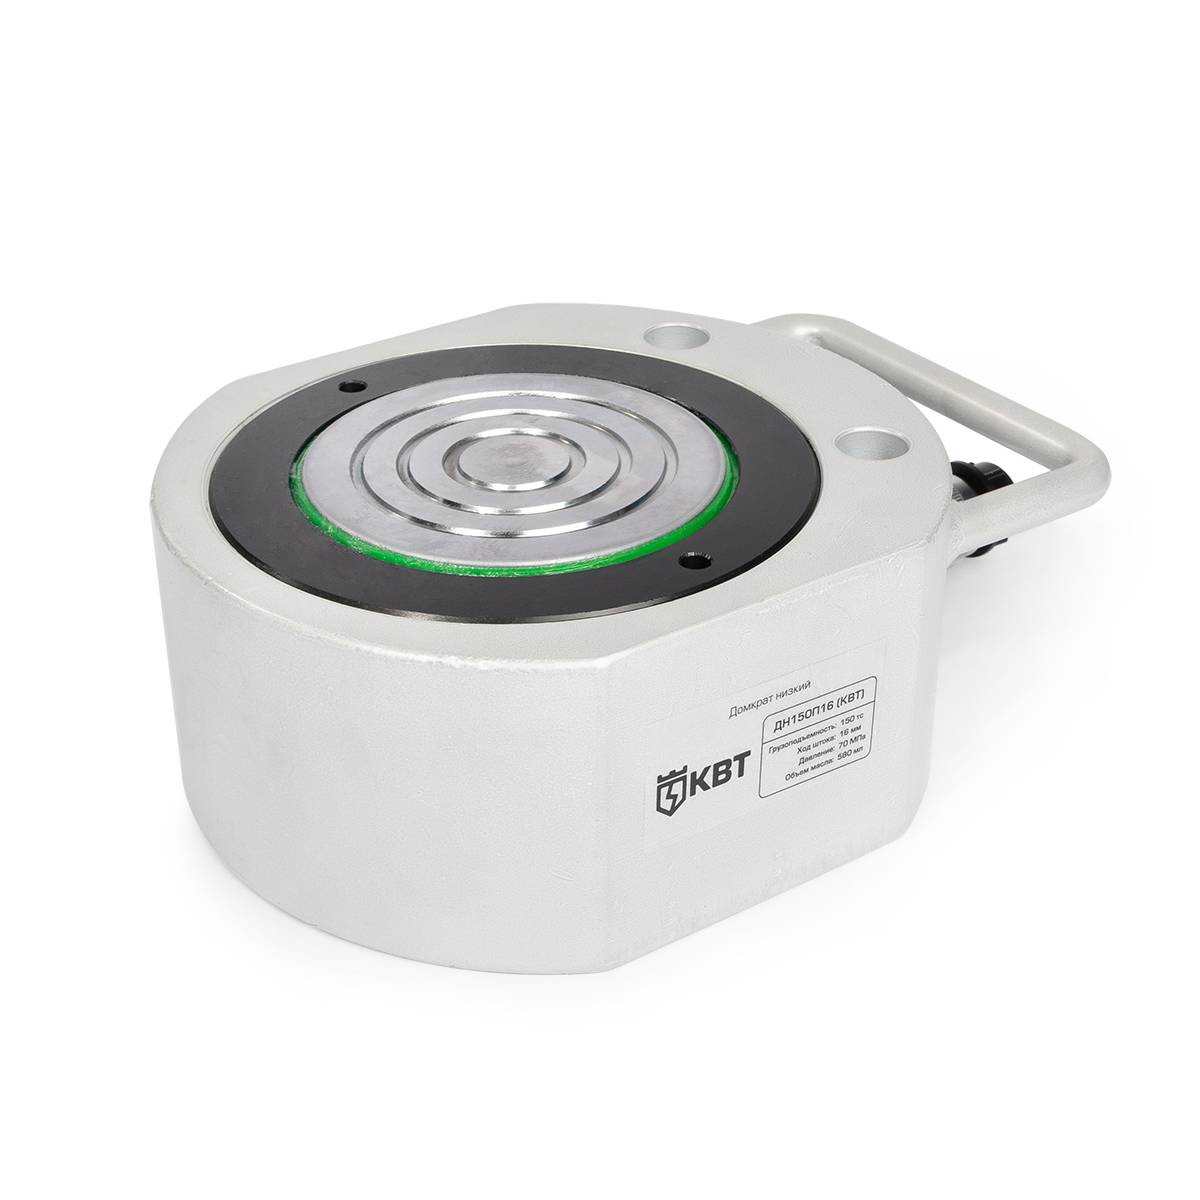 Домкрат низкий
КВТ
ДН150П16 (КВТ)
Грузоподъемность: 150 тс
Ход штока: 16 мм
Давление: 70 МПа
Объем масла: 580 мл